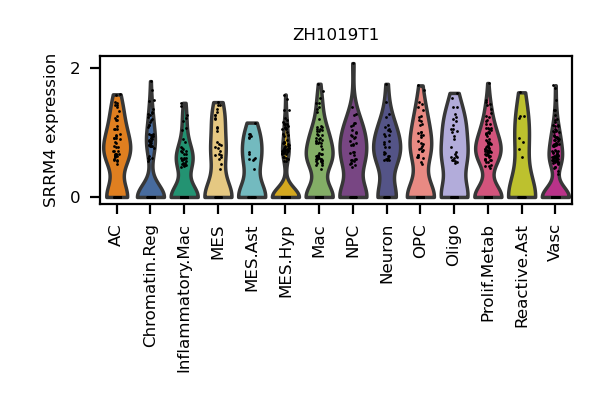 ZH1019T1
SRRM4 expression
2
0
AC
Chromatin.Reg
Inflammatory.Mac
MES
MES.Ast
MES.Hyp
Mac
NPC
Neuron
OPC
Oligo
Prolif.Metab
Reactive.Ast
Vasc